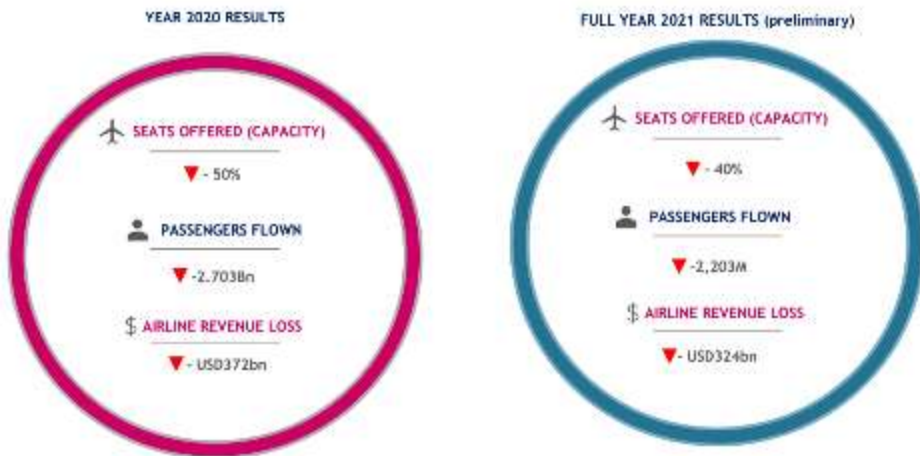 YEAR 2020 RESULTS
SEATS OFFERED (CAPACITY)
- 50%
PASSENGERS FLOWN
-2.703Bn
$ AIRLINE REVENUE LOSS
- USD372bn
FULL YEAR 2021 RESULTS (preliminary)
SEATS OFFERED (CAPACITY)
- 40%
PASSENGERS FLOWN
-2,203M
$ AIRLINE REVENUE LOSS
- USD324bn